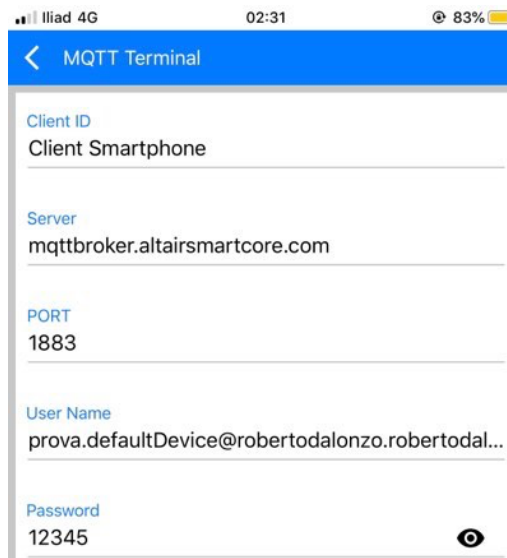 Iliad 4G 02:31 83%
MQTT Terminal
Client ID
Client Smartphone
Server
mqttbroker.altairsmartcore.com
PORT
1883
User Name
prova.defaultDevice@robertodalonzo.robertodal...
Password
12345